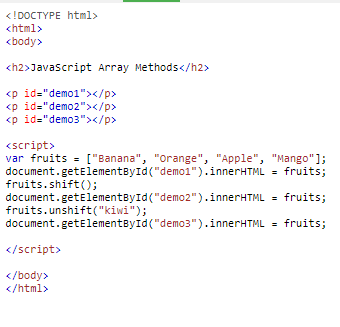 <!DOCTYPE html>
<html>
<body>
<h2>JavaScript Array Methods</h2>
<p id="demo1"></p>
<p id="demo2"></p>
<p id="demo3"></p>
<script>
var fruits = ["Banana", "Orange", "Apple", "Mango"];
document.getElementById("demo1").innerHTML = fruits;
fruits.shift();
document.getElementById("demo2").innerHTML = fruits;
fruits.unshift("kiwi");
document.getElementById("demo3").innerHTML = fruits;
</script>
</body>
</html>